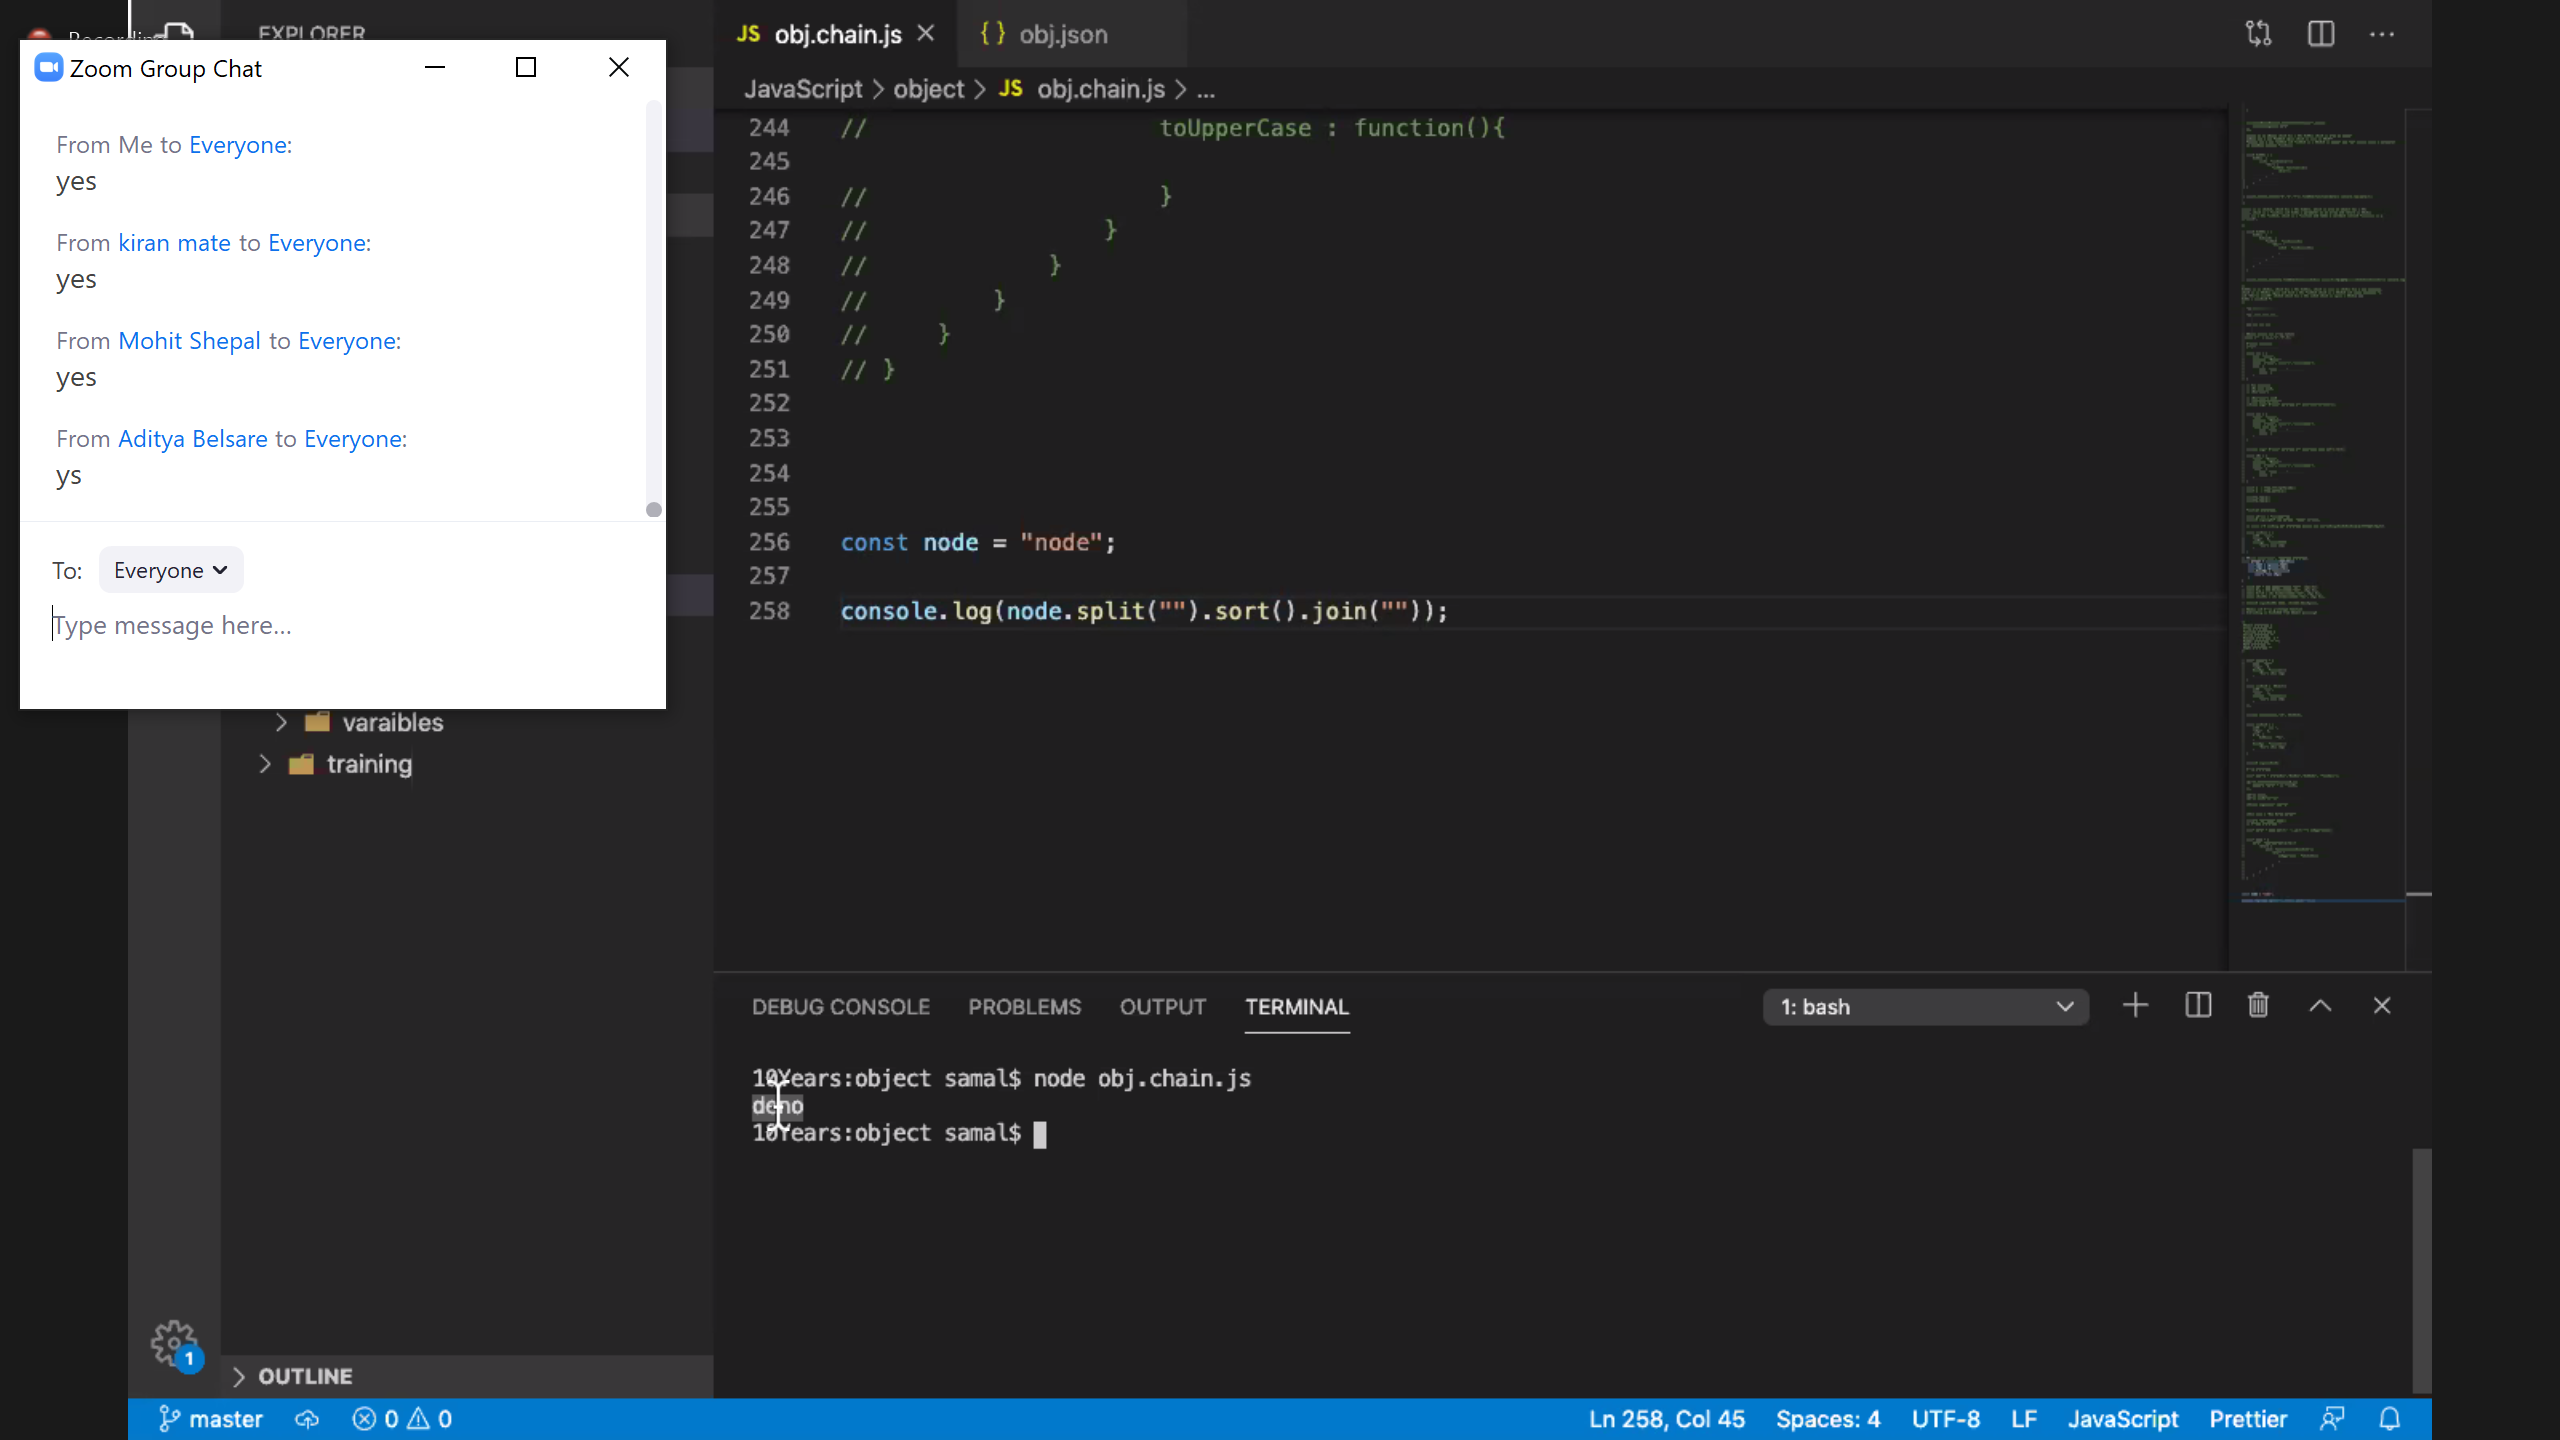 Recording
EXPLORER
Zoom Group Chat
From Me to Everyone:
yes
From kiran mate to Everyone:
yes
From Mohit Shepal to Everyone:
yes
From Aditya Belsare to Everyone:
ys
To: Everyone
Type message here...
varaibles
training
1
OUTLINE
JS obj.chain.js
{} obj.json
JavaScript > object > JS obj.chain.js > ...
244 // toUpperCase : function(){
245
246 // }
247 // }
248 // }
249 // }
250 // }
251 // }
252
253
254
255
256 const node = "node";
257
258 console.log(node.split("").sort().join(""));
DEBUG CONSOLE PROBLEMS OUTPUT TERMINAL
1: bash
10Years:object samal$ node obj.chain.js
deno
10Years:object samal$
master 0 0 Ln 258, Col 45 Spaces: 4 UTF-8 LF JavaScript Prettier